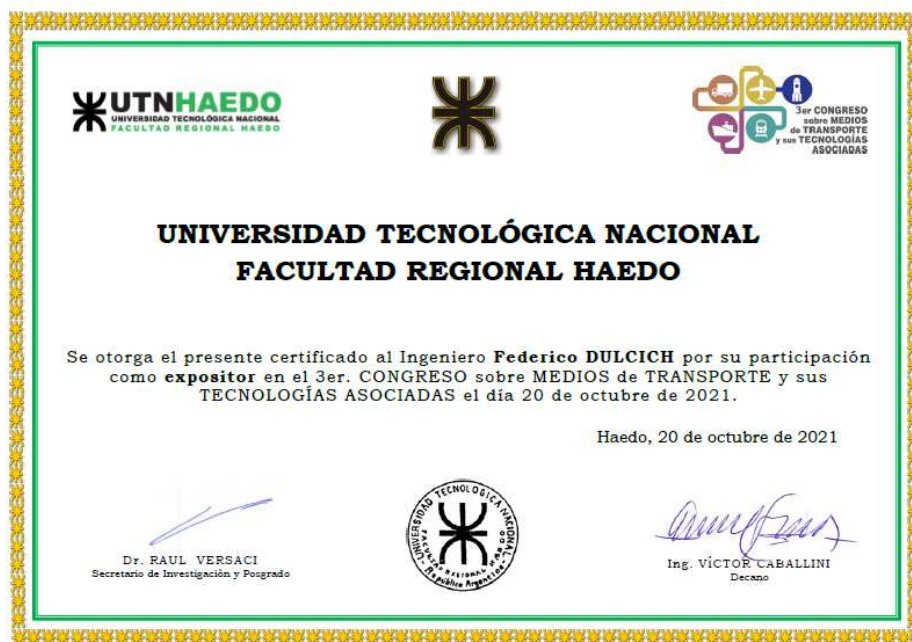 UTNHAEDO
UNIVERSIDAD TECNOLÓGICA NACIONAL
FACULTAD REGIONAL HAEDO
3er CONGRESO
sobre MEDIOS
de TRANSPORTE
y sus TECNOLOGÍAS
ASOCIADAS
UNIVERSIDAD TECNOLÓGICA NACIONAL
FACULTAD REGIONAL HAEDO
Se otorga el presente certificado al Ingeniero Federico DULCICH por su participación
como expositor en el 3er. CONGRESO sobre MEDIOS de TRANSPORTE y sus
TECNOLOGÍAS ASOCIADAS el día 20 de octubre de 2021.
Haedo, 20 de octubre de 2021
Dr. RAUL VERSACI
Secretario de Investigación y Posgrado
UNIVERSIDAD TECNOLOGICA NACIONAL
FACULTAD REGIONAL HAEDO
República Argentina
Ing. VÍCTOR CABALLINI
Decano